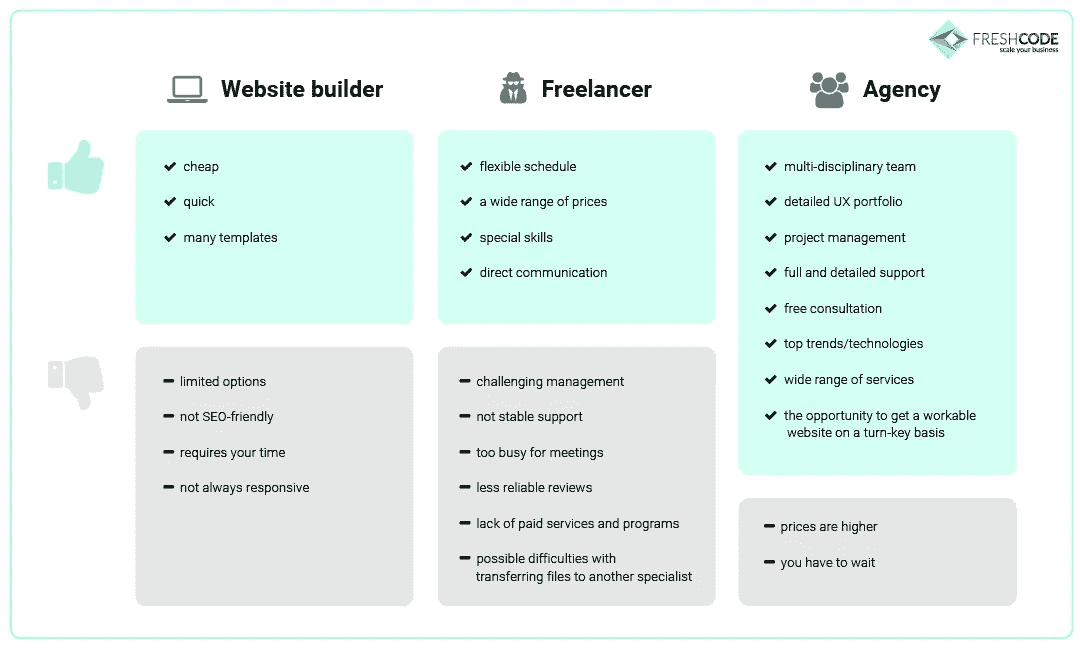 FRESHCODE
scale your business
Website builder
Freelancer
Agency
cheap
quick
many templates
flexible schedule
a wide range of prices
special skills
direct communication
multi-disciplinary team
detailed UX portfolio
project management
full and detailed support
free consultation
top trends/technologies
wide range of services
the opportunity to get a workable
website on a turn-key basis
limited options
not SEO-friendly
requires your time
not always responsive
challenging management
not stable support
too busy for meetings
less reliable reviews
lack of paid services and programs
possible difficulties with
transferring files to another specialist
prices are higher
you have to wait